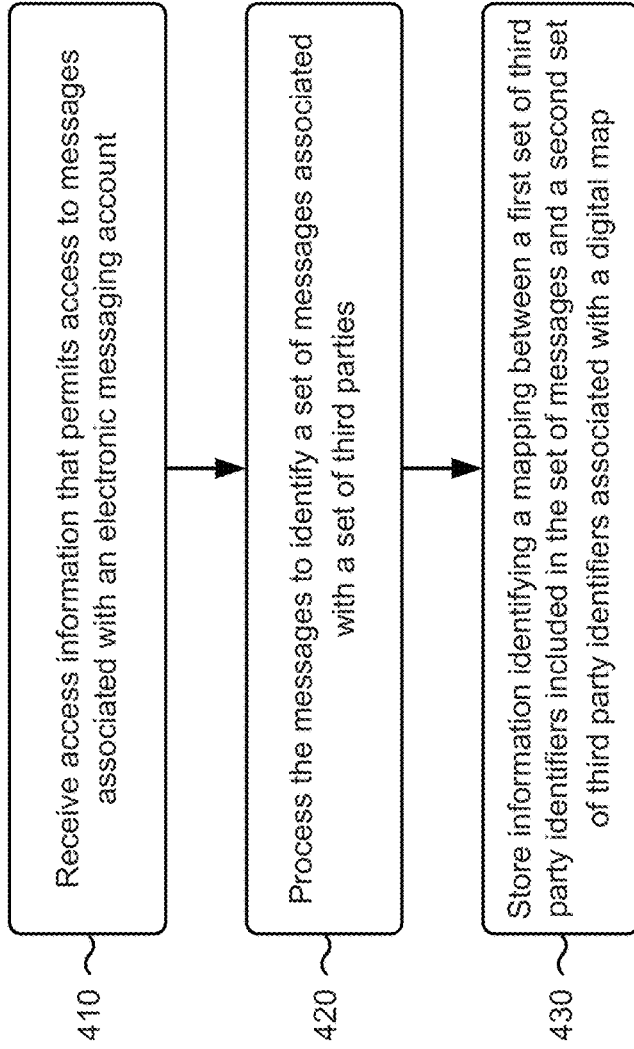 410
Receive access information that permits access to messages
associated with an electronic messaging account
420
Process the messages to identify a set of messages associated
with a set of third parties
430
Store information identifying a mapping between a first set of third
party identifiers included in the set of messages and a second set
of third party identifiers associated with a digital map